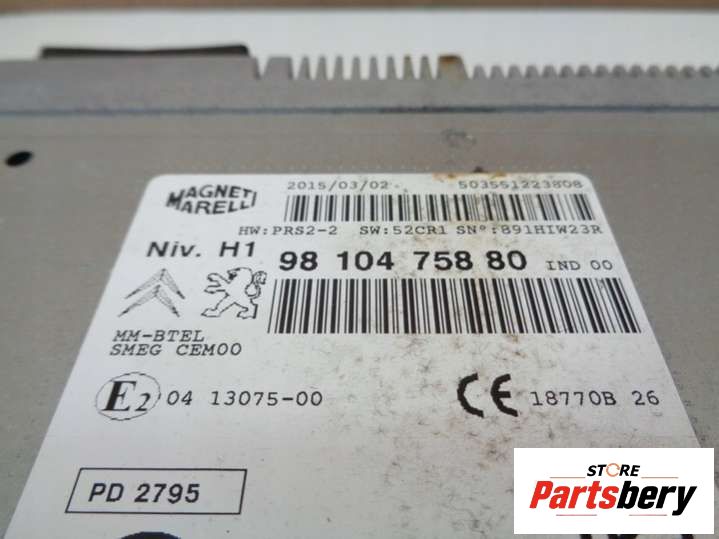 MAGNETI MARELLI
2015/03/02 503551223808
HW:PRS2-2 SW:52CR1 SN°:891HIW23R
Niv. H1 98 104 758 80 IND 00
MM-BTEL
SMEG CEM00
E2 04 13075-00 CE 18770B 26
PD 2795
STORE
Partsbery